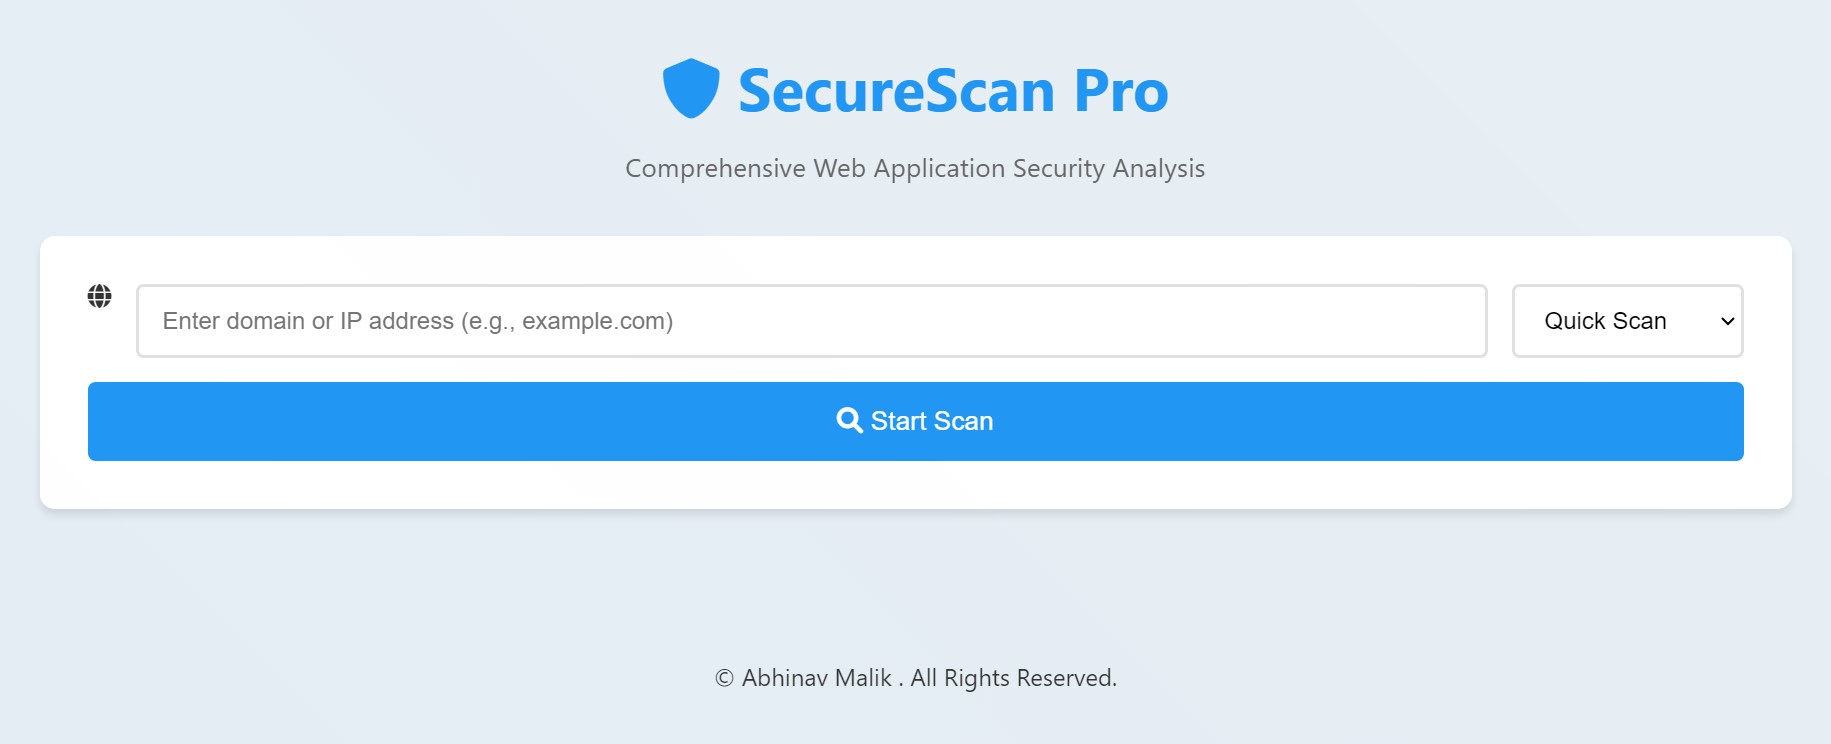 SecureScan Pro
Comprehensive Web Application Security Analysis
Enter domain or IP address (e.g., example.com)
Quick Scan
Start Scan
© Abhinav Malik . All Rights Reserved.